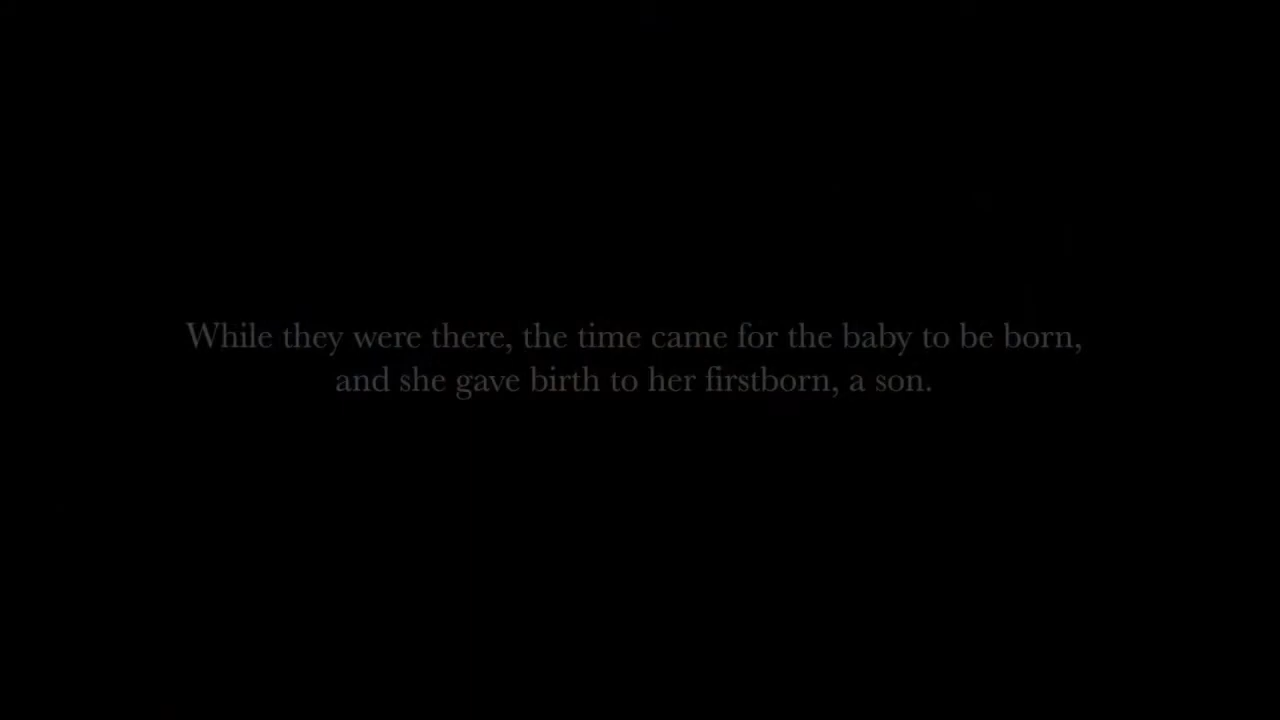 While they were there, the time came for the baby to be born,
and she gave birth to her firstborn, a son.